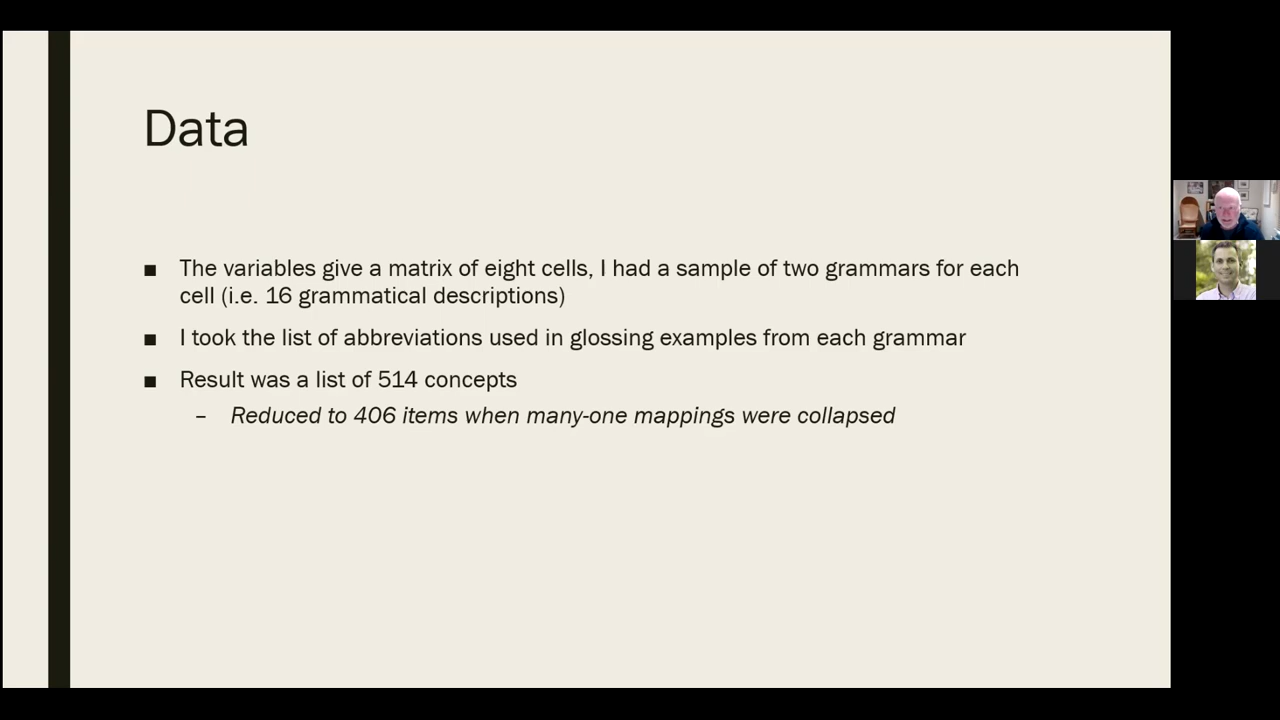 Data
■ The variables give a matrix of eight cells, I had a sample of two grammars for each
cell (i.e. 16 grammatical descriptions)
■ I took the list of abbreviations used in glossing examples from each grammar
■ Result was a list of 514 concepts
– Reduced to 406 items when many-one mappings were collapsed